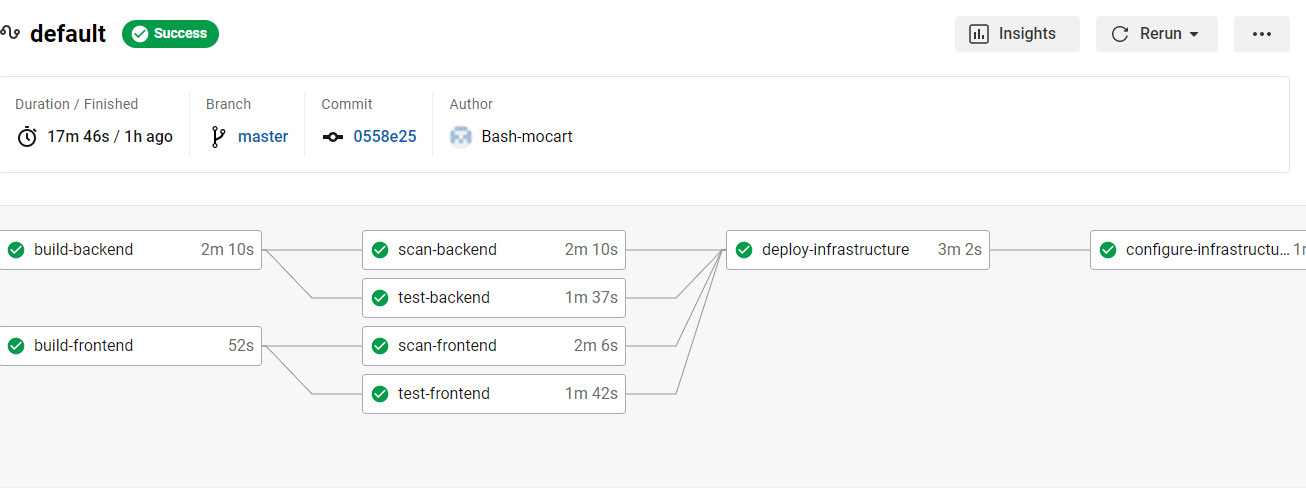 default Success Insights Rerun
Duration / Finished Branch Commit Author
17m 46s / 1h ago master 0558e25 Bash-mocart
build-backend 2m 10s scan-backend 2m 10s deploy-infrastructure 3m 2s configure-infrastructu...
test-backend 1m 37s
build-frontend 52s scan-frontend 2m 6s
test-frontend 1m 42s